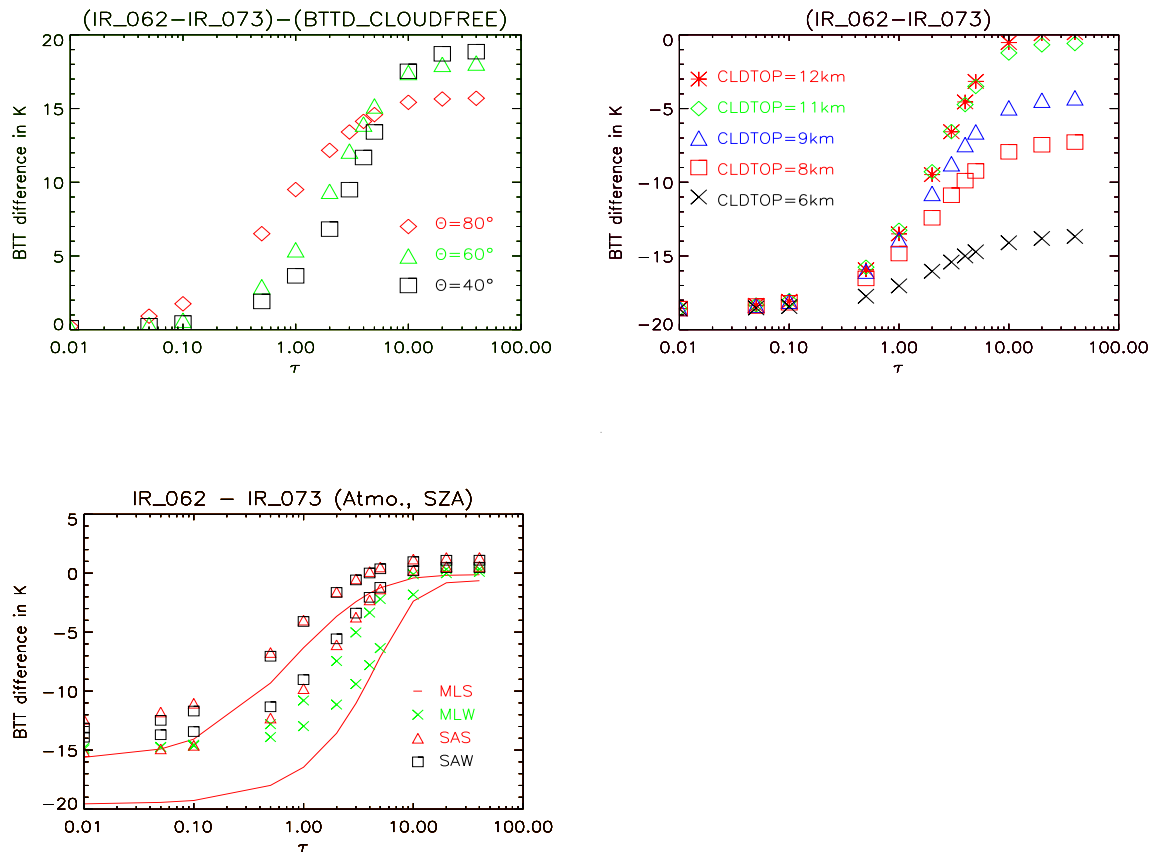 (IR_062-IR_073)-(BTTD_CLOUDFREE)
BTT difference in K
20
15
10
5
0
Θ=80°
Θ=60°
Θ=40°
0.01 0.10 1.00 10.00 100.00
τ
(IR_062-IR_073)
BTT difference in K
0
-5
-10
-15
-20
CLDTOP=12km
CLDTOP=11km
CLDTOP=9km
CLDTOP=8km
CLDTOP=6km
0.01 0.10 1.00 10.00 100.00
τ
IR_062 - IR_073 (Atmo., SZA)
BTT difference in K
5
0
-5
-10
-15
-20
MLS
MLW
SAS
SAW
0.01 0.10 1.00 10.00 100.00
τ